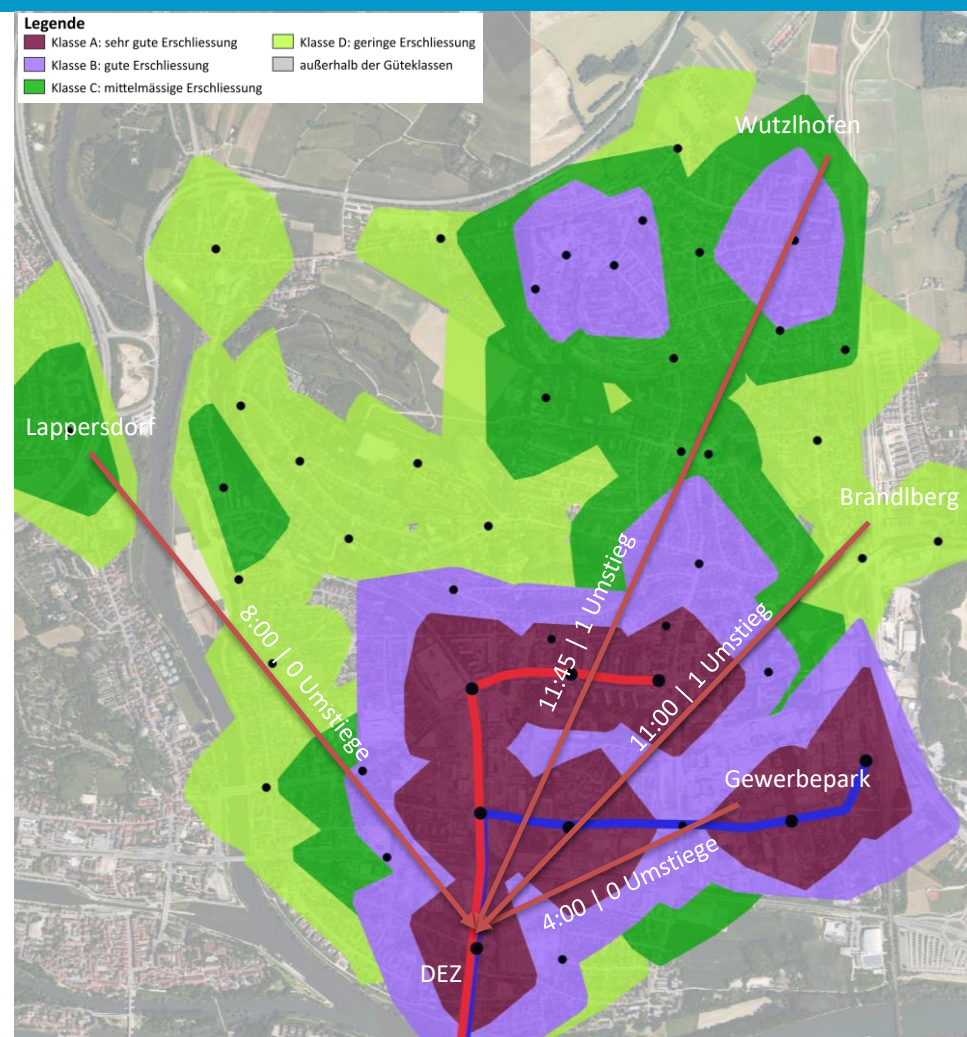 Legende
Klasse A: sehr gute Erschliessung
Klasse B: gute Erschliessung
Klasse C: mittelmässige Erschliessung
Klasse D: geringe Erschliessung
außerhalb der Güteklassen
Wutzlhofen
Lappersdorf
Brandlberg
8:00 | 0 Umstiege
11:45 | 1 Umstieg
11:00 | 1 Umstieg
Gewerbepark
4:00 | 0 Umstiege
DEZ